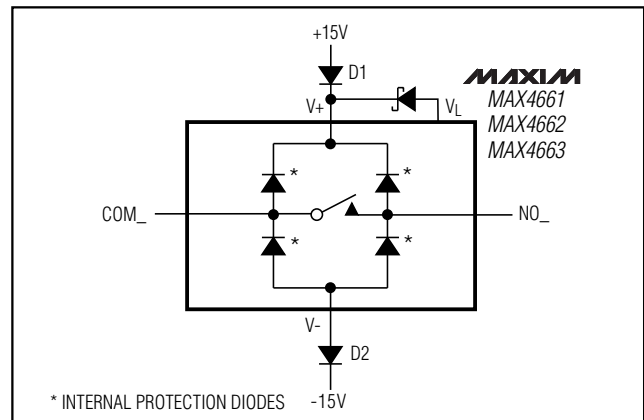 +15V
D1
MAXIM
V+
VL
MAX4661
MAX4662
MAX4663
*
*
COM_
NO_
*
*
V-
D2
* INTERNAL PROTECTION DIODES
-15V